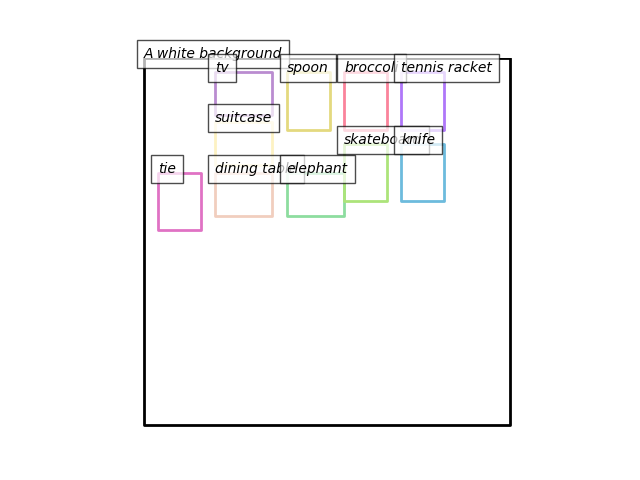 A white background
tv
spoon
broccoli
tennis racket
suitcase
skateboard
knife
tie
dining table
elephant